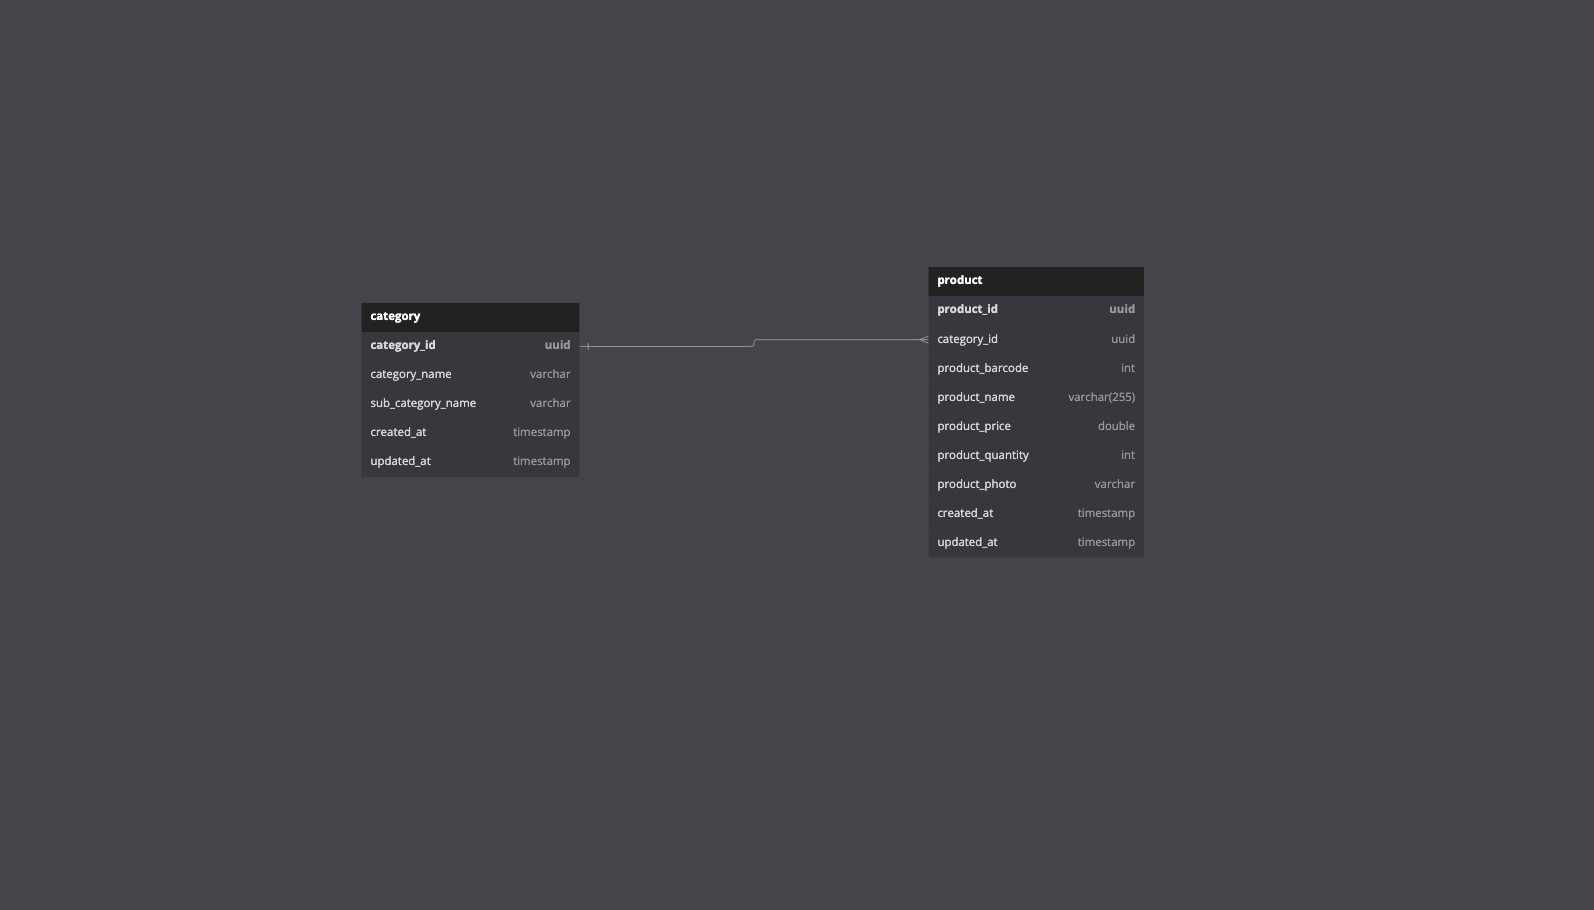 category
category_id uuid
category_name varchar
sub_category_name varchar
created_at timestamp
updated_at timestamp
product
product_id uuid
category_id uuid
product_barcode int
product_name varchar(255)
product_price double
product_quantity int
product_photo varchar
created_at timestamp
updated_at timestamp